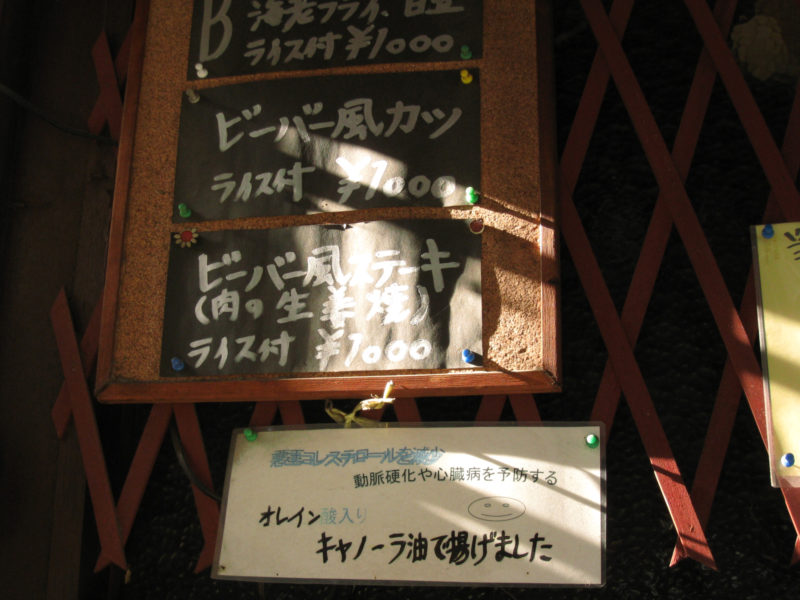 B 海老フライ、目玉
ライス付 ¥1000
ビーバー風カツ
ライス付 ¥1000
ビーバー風ステーキ
(肉の生姜焼)
ライス付 ¥1000
悪玉コレステロールを減少
動脈硬化や心臓病を予防する
オレイン酸入り
キャノーラ油で揚げました